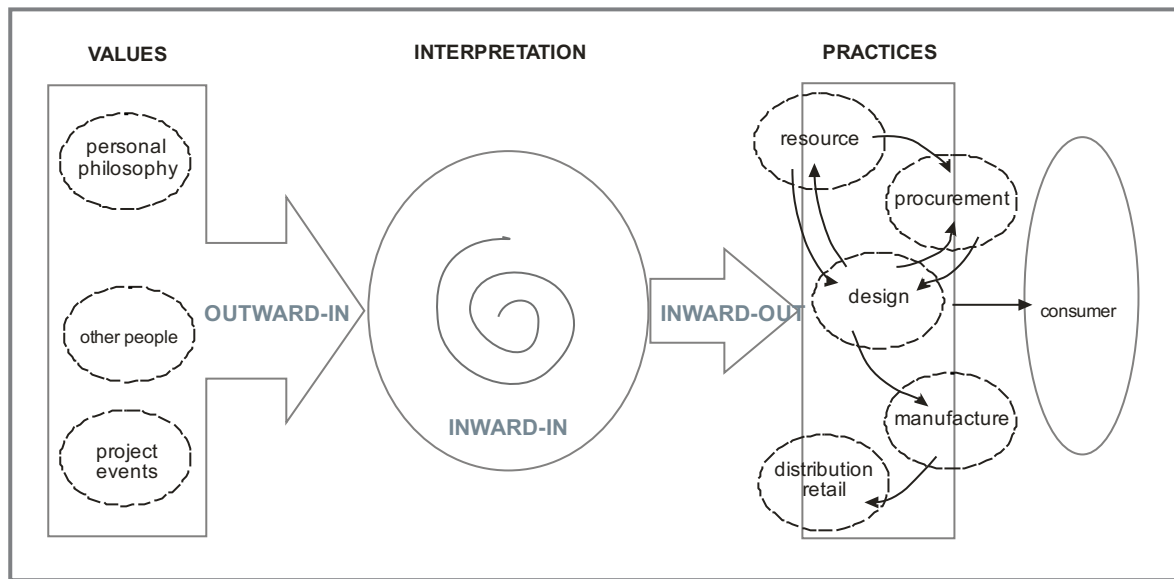 VALUES
INTERPRETATION
PRACTICES
personal
philosophy
other people
project
events
OUTWARD-IN
INWARD-IN
INWARD-OUT
resource
procurement
design
manufacture
distribution
retail
consumer